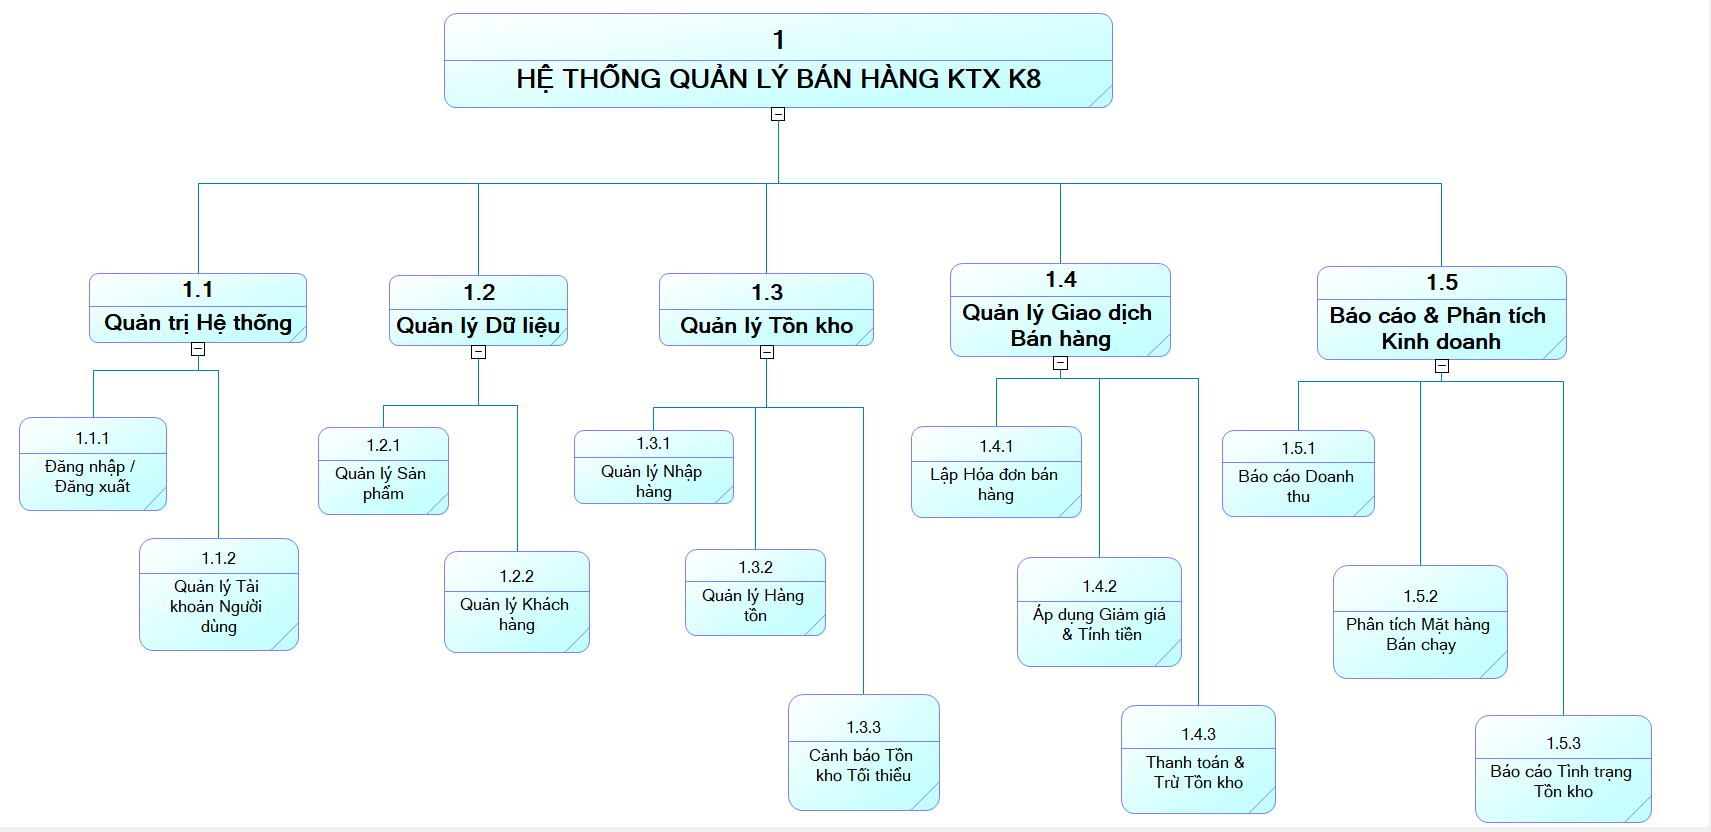 1
HỆ THỐNG QUẢN LÝ BÁN HÀNG KTX K8
1.1
Quản trị Hệ thống
1.2
Quản lý Dữ liệu
1.3
Quản lý Tồn kho
1.4
Quản lý Giao dịch
Bán hàng
1.5
Báo cáo & Phân tích
Kinh doanh
1.1.1
Đăng nhập /
Đăng xuất
1.1.2
Quản lý Tài
khoản Người
dùng
1.2.1
Quản lý Sản
phẩm
1.2.2
Quản lý Khách
hàng
1.3.1
Quản lý Nhập
hàng
1.3.2
Quản lý Hàng
tồn
1.3.3
Cảnh báo Tồn
kho Tối thiểu
1.4.1
Lập Hóa đơn bán
hàng
1.4.2
Áp dụng Giảm giá
& Tính tiền
1.4.3
Thanh toán &
Trừ Tồn kho
1.5.1
Báo cáo Doanh
thu
1.5.2
Phân tích Mặt hàng
Bán chạy
1.5.3
Báo cáo Tình trạng
Tồn kho